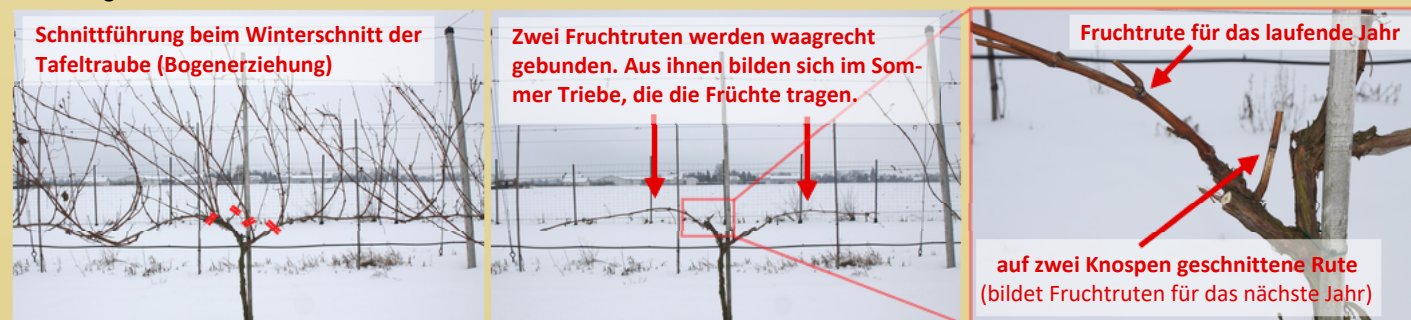 Schnittführung beim Winterschnitt der
Tafeltraube (Bogenerziehung)
Zwei Fruchtruten werden waagrecht
gebunden. Aus ihnen bilden sich im Som-
mer Triebe, die die Früchte tragen.
Fruchtrute für das laufende Jahr
auf zwei Knospen geschnittene Rute
(bildet Fruchtruten für das nächste Jahr)